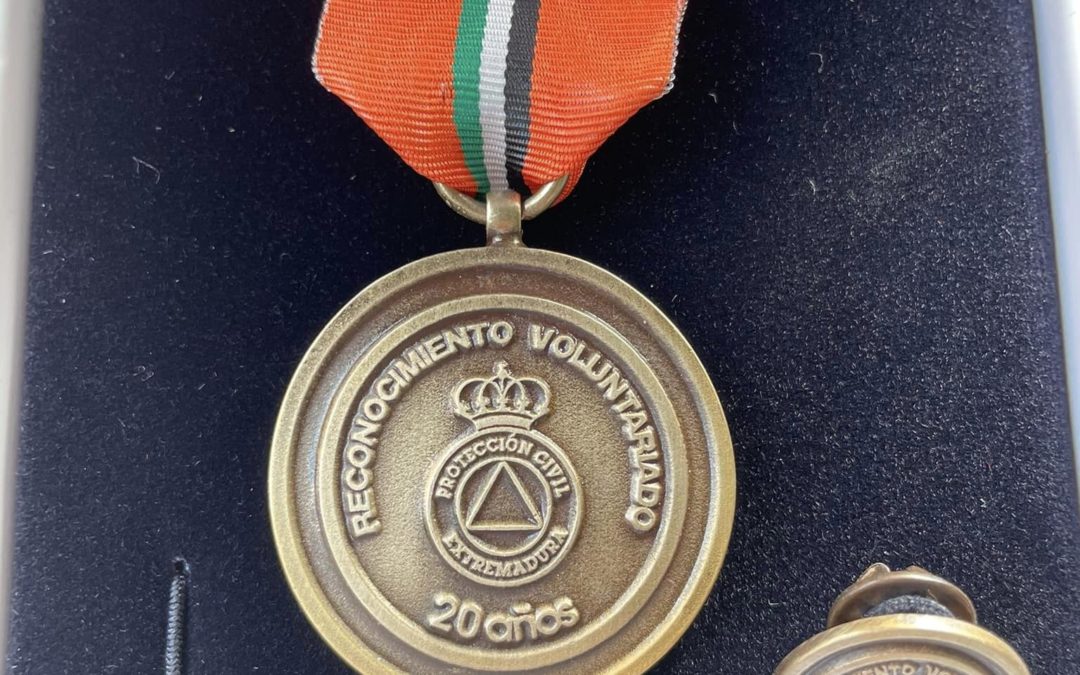 RECONOCIMIENTO VOLUNTARIADO
PROTECCIÓN CIVIL
EXTREMADURA
20 años